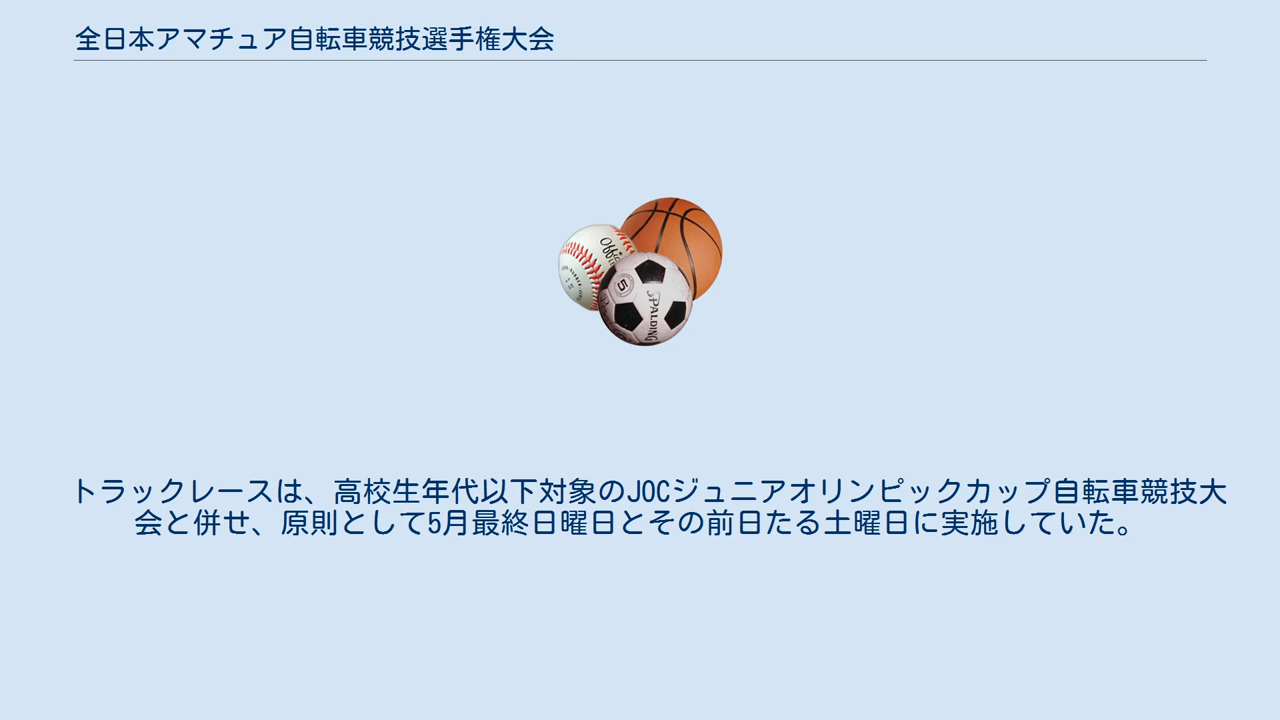 全日本アマチュア自転車競技選手権大会
Official
5
SPALDING
トラックレースは、高校生年代以下対象のJOCジュニアオリンピックカップ自転車競技大
会と併せ、原則として5月最終日曜日とその前日たる土曜日に実施していた。